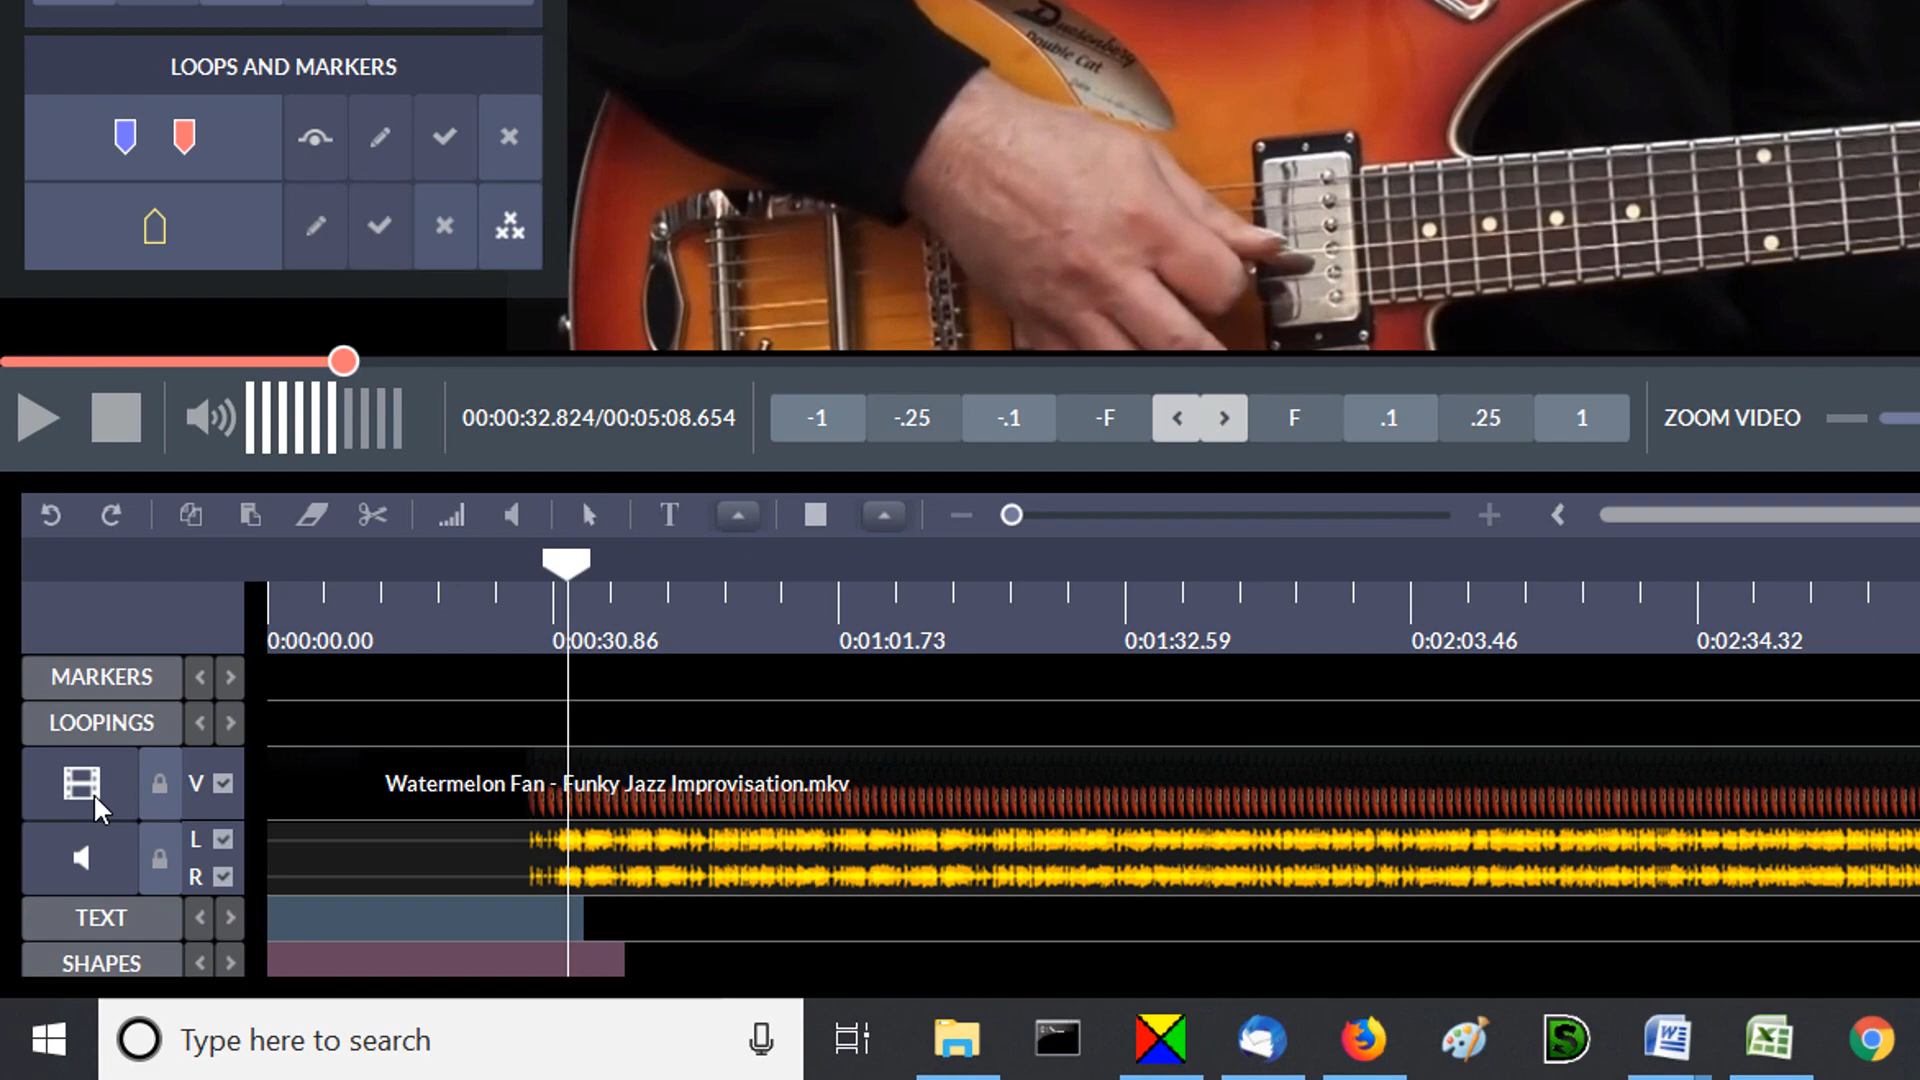 Duesenberg
Double Cat
LOOPS AND MARKERS
00:00:32.824/00:05:08.654
-1
-.25
-.1
-F
F
.1
.25
1
ZOOM VIDEO
T
0:00:00.00
0:00:30.86
0:01:01.73
0:01:32.59
0:02:03.46
0:02:34.32
MARKERS
LOOPINGS
V
Watermelon Fan - Funky Jazz Improvisation.mkv
L
R
TEXT
SHAPES
Type here to search